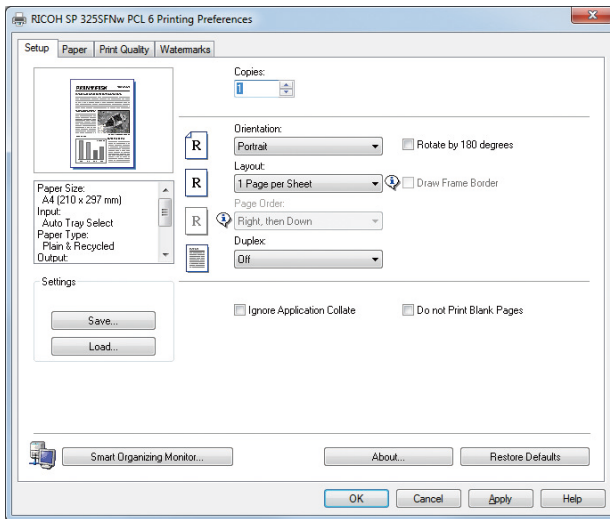 RICOH SP 325SFNw PCL 6 Printing Preferences
Setup Paper Print Quality Watermarks
Copies:
1
Orientation:
R Portrait Rotate by 180 degrees
Layout:
R 1 Page per Sheet Draw Frame Border
Page Order:
R Right, then Down
Duplex:
Off
Paper Size:
A4 (210 x 297 mm)
Input:
Auto Tray Select
Paper Type:
Plain & Recycled
Output:
Settings
Save...
Load...
Ignore Application Collate Do not Print Blank Pages
Smart Organizing Monitor... About... Restore Defaults
OK Cancel Apply Help